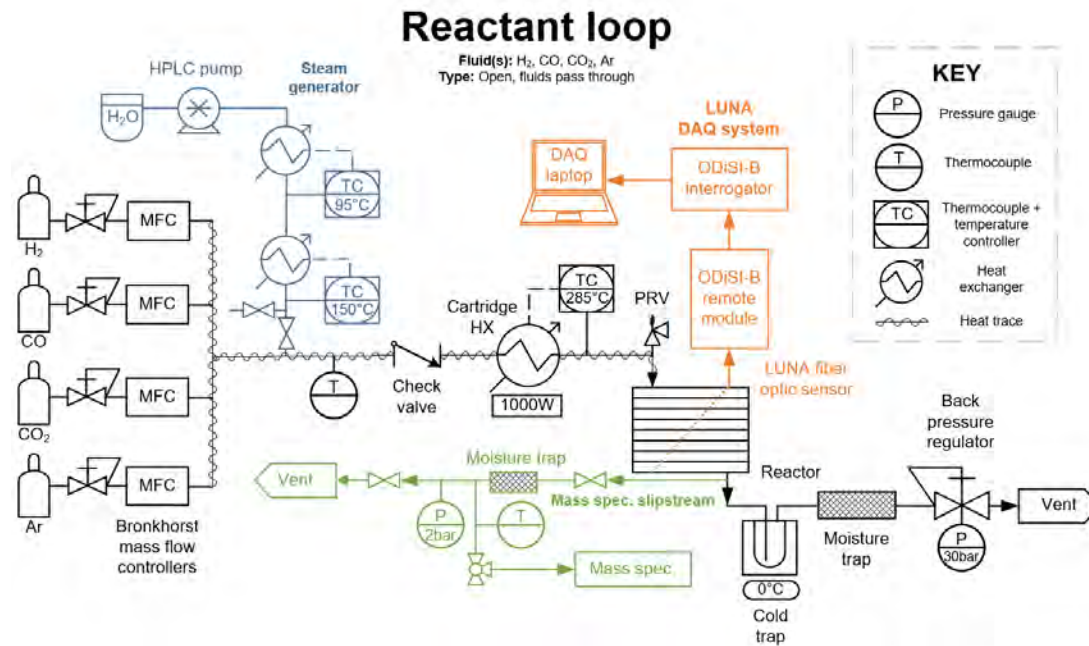 Reactant loop
Fluid(s): H₂, CO, CO₂, Ar
Type: Open, fluids pass through
HPLC pump
Steam
generator
H₂O
TC
95°C
TC
150°C
H₂
MFC
CO
MFC
CO₂
MFC
Ar
MFC
Bronkhorst
mass flow
controllers
T
Check
valve
Cartridge
HX
1000W
TC
285°C
PRV
LUNA
DAQ system
DAQ
laptop
ODiSI-B
interrogator
ODiSI-B
remote
module
LUNA fiber
optic sensor
Reactor
Mass spec. slipstream
Moisture trap
Vent
P
2bar
T
Mass spec.
0°C
Cold
trap
Moisture
trap
Back
pressure
regulator
P
30bar
Vent
KEY
P
Pressure gauge
T
Thermocouple
TC
Thermocouple +
temperature
controller
Heat
exchanger
Heat trace